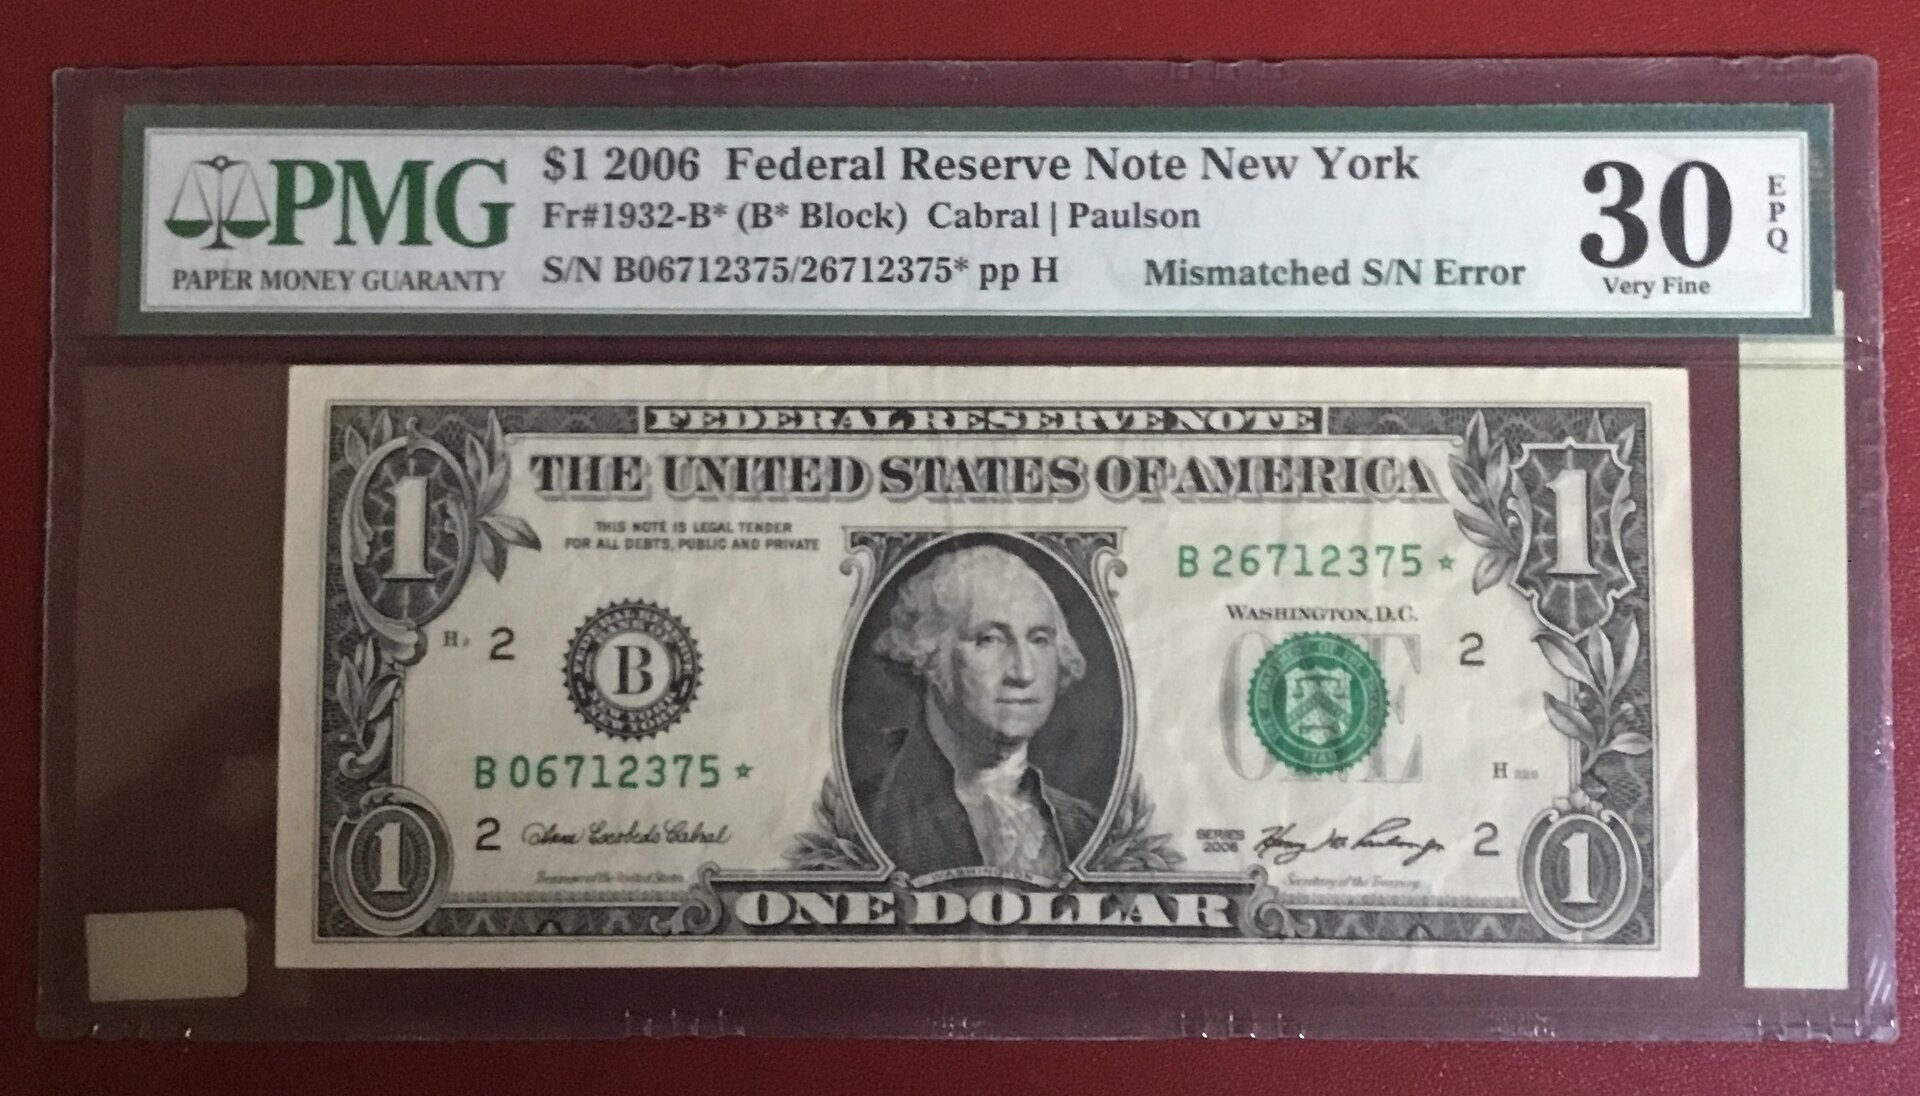 PMG
PAPER MONEY GUARANTY
$1 2006 Federal Reserve Note New York
Fr#1932-B* (B* Block) Cabral | Paulson
S/N B06712375/26712375* pp H Mismatched S/N Error
30
Very Fine
EPQ
FEDERAL RESERVE NOTE
THE UNITED STATES OF AMERICA
1
1
THIS NOTE IS LEGAL TENDER
FOR ALL DEBTS, PUBLIC AND PRIVATE
B 26712375 *
WASHINGTON, D.C.
H 2
B
2
ONE
B 06712375 *
H
2
Treasurer of the United States
WASHINGTON
SERIES
2006
2
Secretary of the Treasury
1
ONE DOLLAR
1